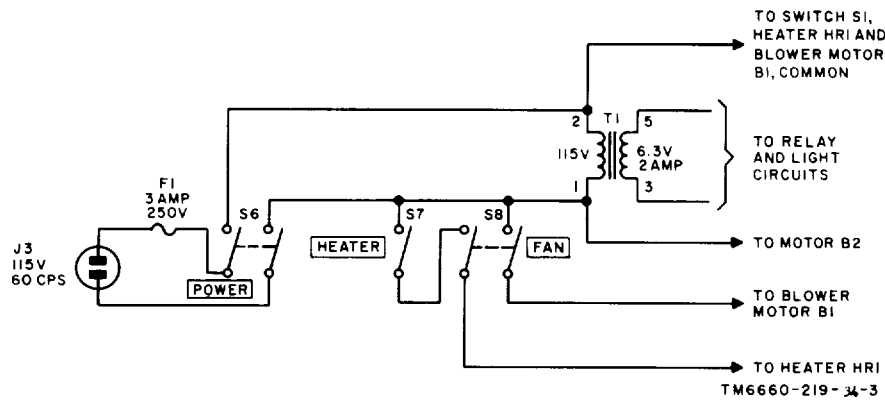 TO SWITCH S1,
HEATER HR1 AND
BLOWER MOTOR
B1, COMMON
2
T1
5
115V
6.3V
2 AMP
TO RELAY
AND LIGHT
CIRCUITS
1
3
F1
3 AMP
250V
S6
S7
S8
J3
115V
60 CPS
HEATER
FAN
POWER
TO MOTOR B2
TO BLOWER
MOTOR B1
TO HEATER HR1
TM6660-219-34-3